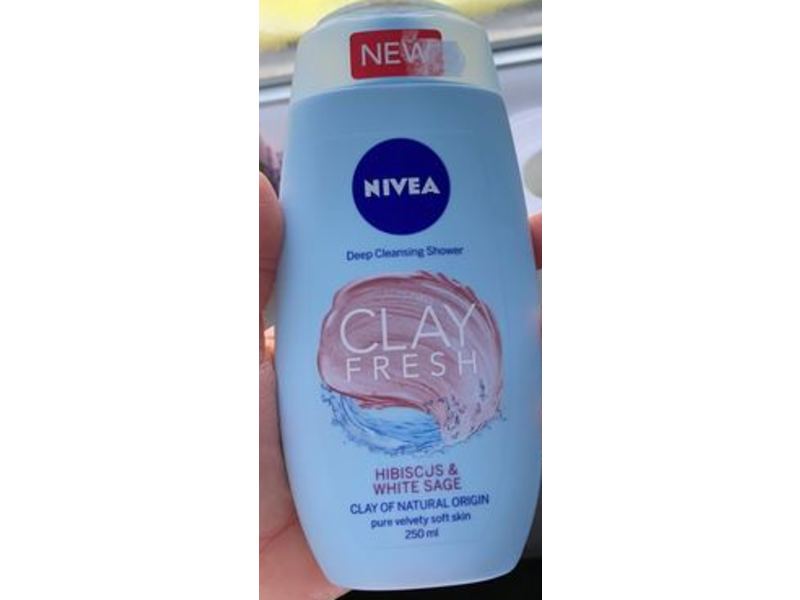 NEW
NIVEA
Deep Cleansing Shower
CLAY
FRESH
HIBISCUS &
WHITE SAGE
CLAY OF NATURAL ORIGIN
pure velvety soft skin
250 ml